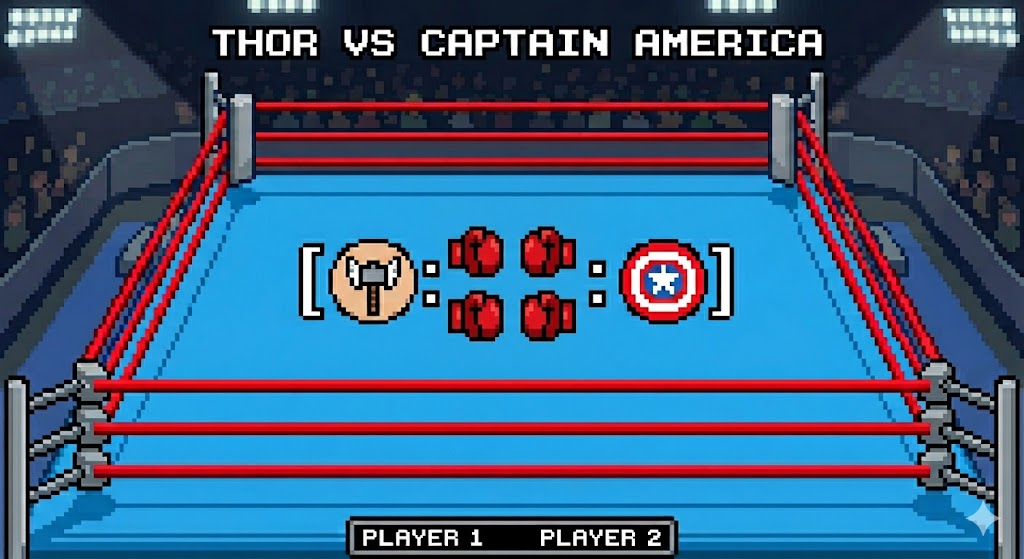 THOR VS CAPTAIN AMERICA
[ : : ]
PLAYER 1 PLAYER 2